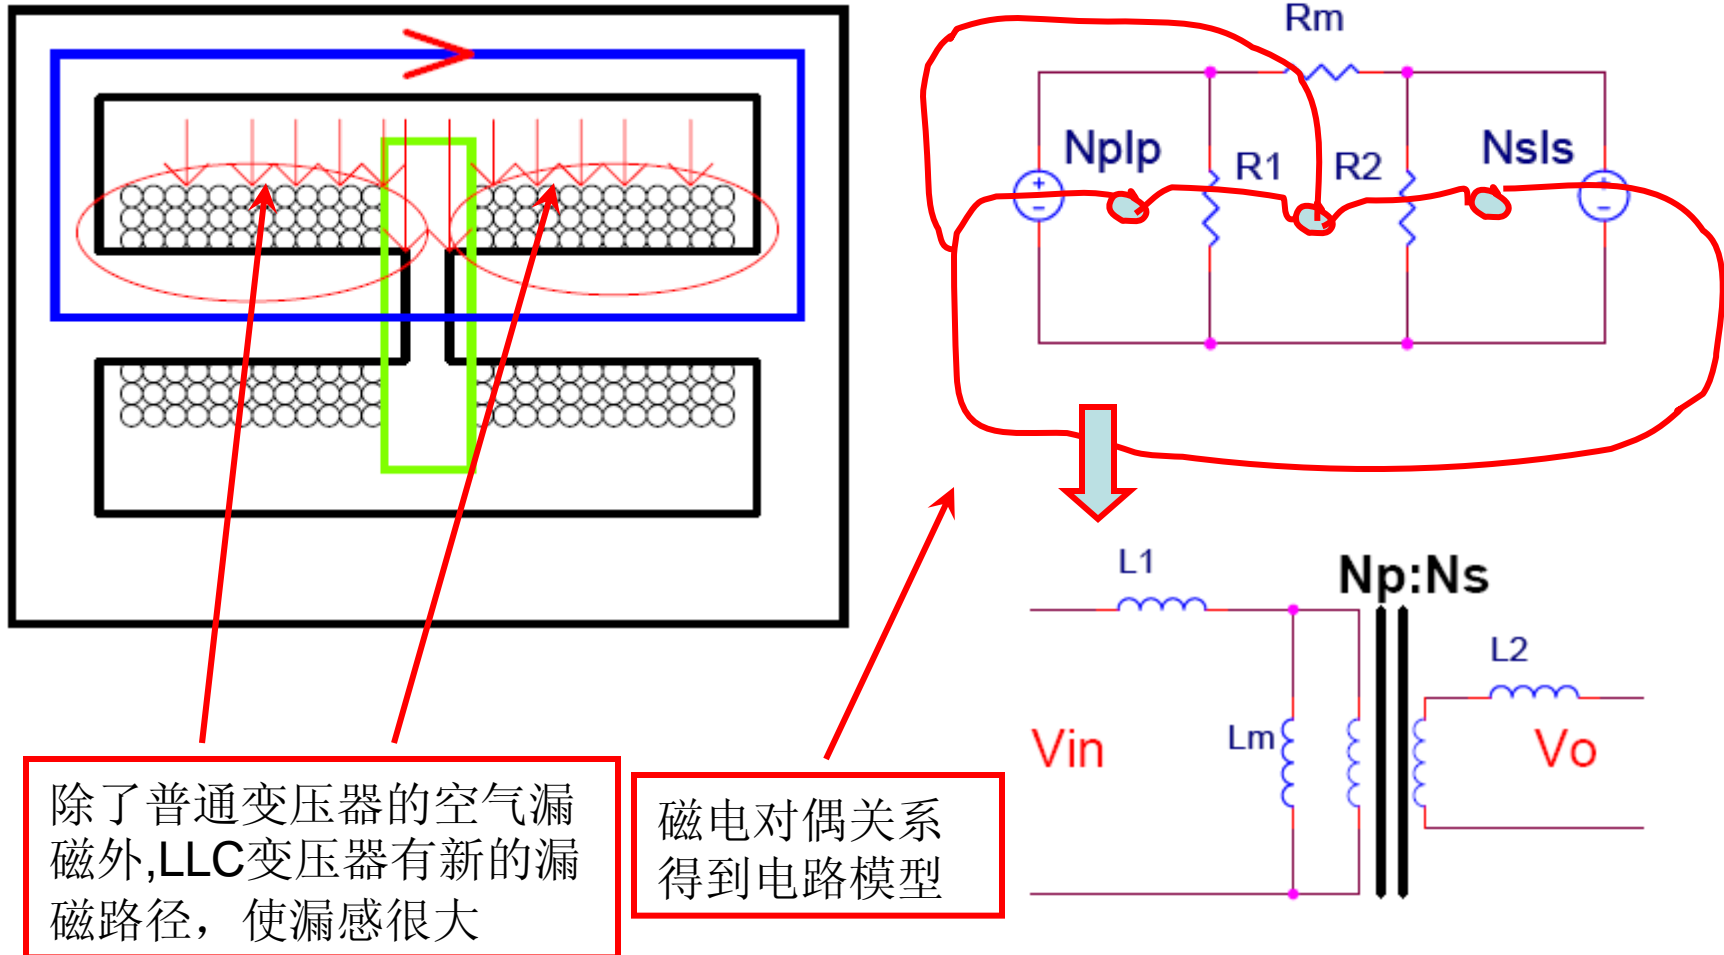 Rm
NpIp
R1
R2
NsIs
L1
Np:Ns
L2
Vin
Lm
Vo
除了普通变压器的空气漏
磁外,LLC变压器有新的漏
磁路径，使漏感很大
磁电对偶关系
得到电路模型